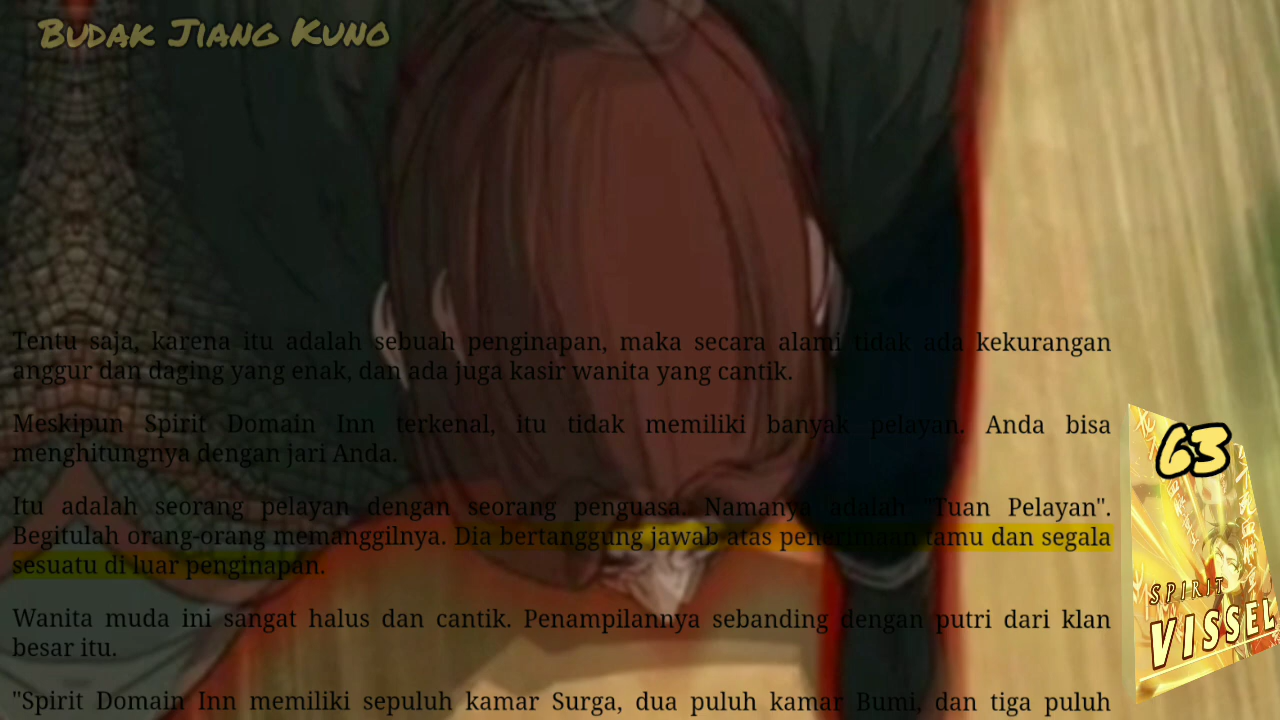 Budak Jiang Kuno
Tentu saja, karena itu adalah sebuah penginapan, maka secara alami tidak ada kekurangan
anggur dan daging yang enak, dan ada juga kasir wanita yang cantik.
Meskipun Spirit Domain Inn terkenal, itu tidak memiliki banyak pelayan. Anda bisa
menghitungnya dengan jari Anda.
Itu adalah seorang pelayan dengan seorang penguasa. Namanya adalah "Tuan Pelayan".
Begitulah orang-orang memanggilnya. Dia bertanggung jawab atas penerimaan tamu dan segala
sesuatu di luar penginapan.
Wanita muda ini sangat halus dan cantik. Penampilannya sebanding dengan putri dari klan
besar itu.
"Spirit Domain Inn memiliki sepuluh kamar Surga, dua puluh kamar Bumi, dan tiga puluh
63
SPIRIT
VISSEL